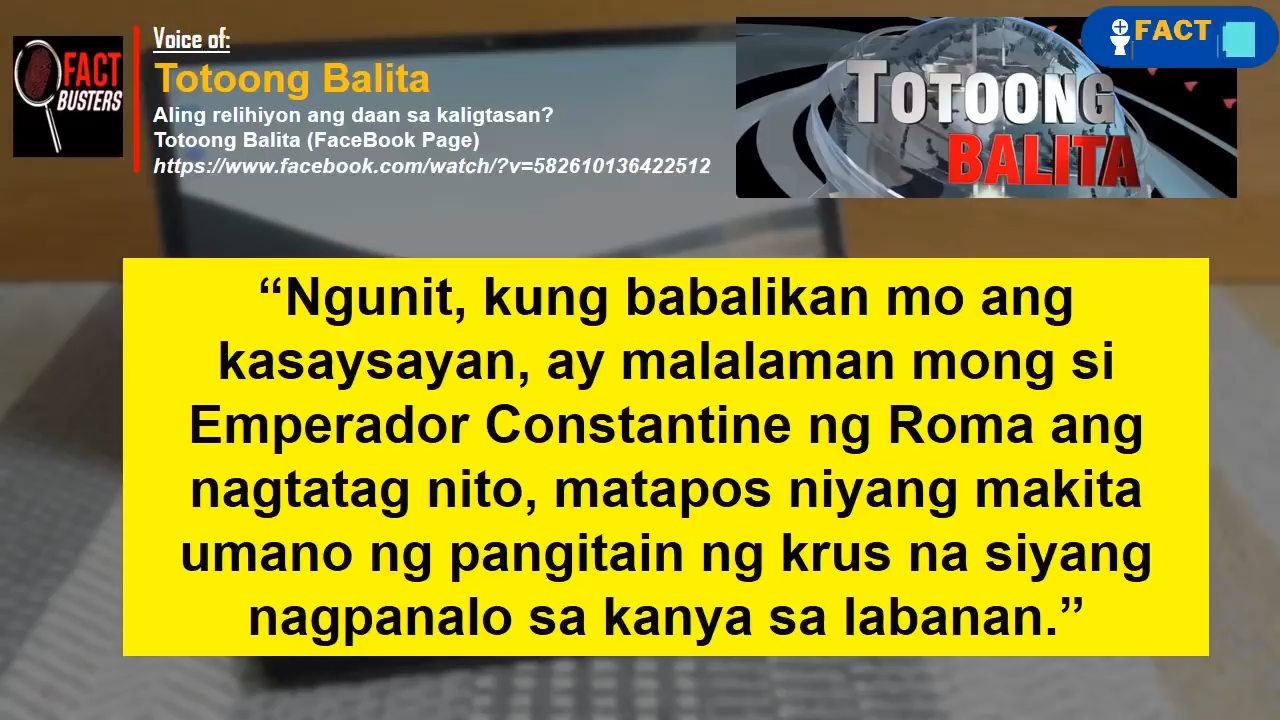 FACT
BUSTERS
Voice of:
Totoong Balita
Aling relihiyon ang daan sa kaligtasan?
Totoong Balita (FaceBook Page)
https://www.facebook.com/watch/?v=582610136422512
TOTOONG
BALITA
FACT
“Ngunit, kung babalikan mo ang
kasaysayan, ay malalaman mong si
Emperador Constantine ng Roma ang
nagtatag nito, matapos niyang makita
umano ng pangitain ng krus na siyang
nagpanalo sa kanya sa labanan.”